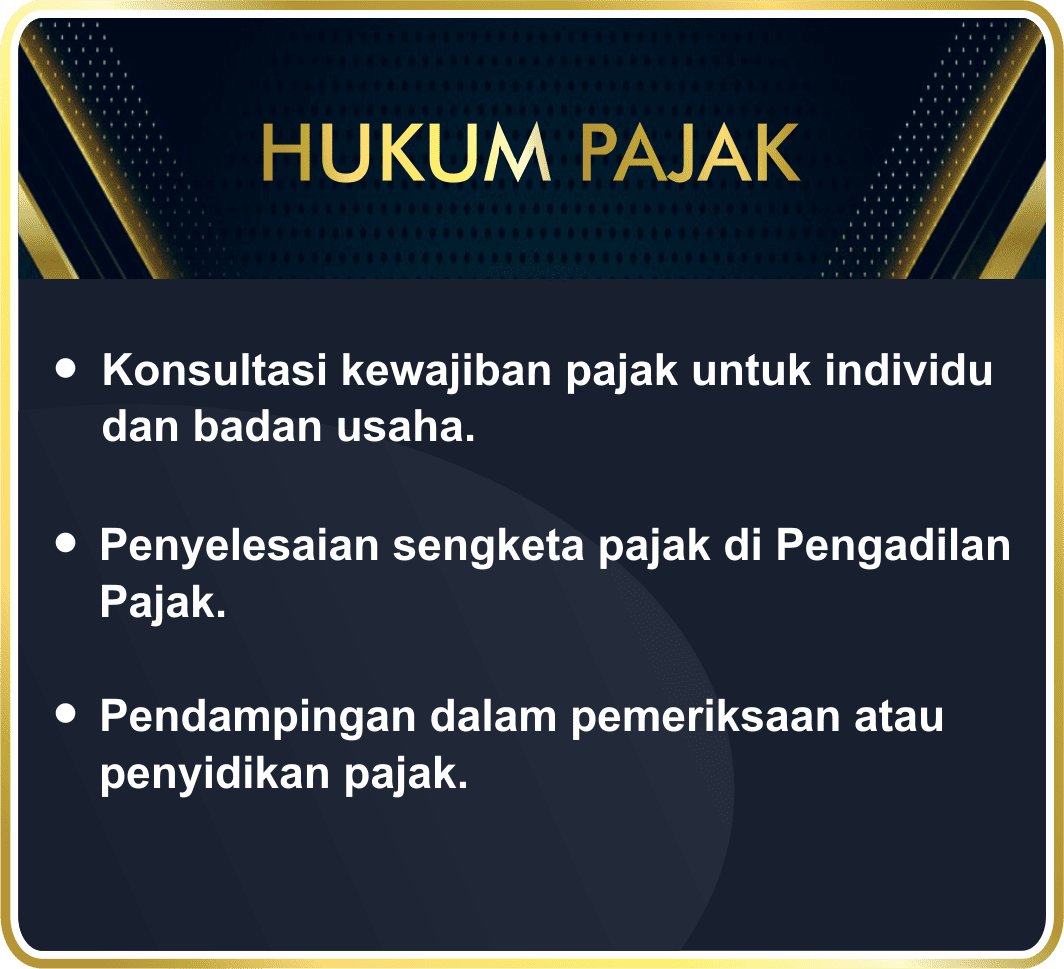 HUKUM PAJAK
• Konsultasi kewajiban pajak untuk individu
dan badan usaha.
• Penyelesaian sengketa pajak di Pengadilan
Pajak.
• Pendampingan dalam pemeriksaan atau
penyidikan pajak.